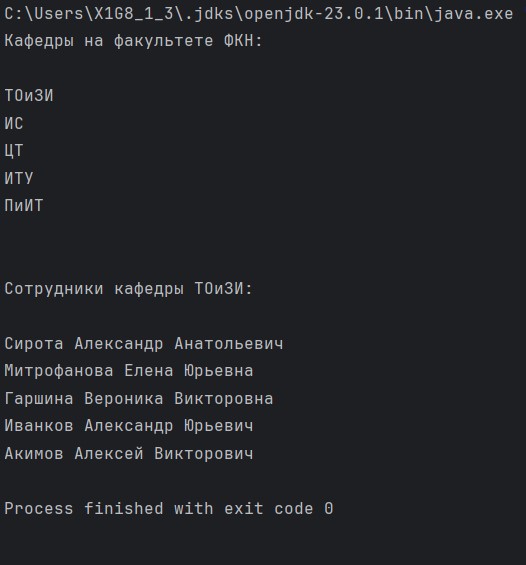 C:\Users\X1G8_1_3\.jdks\openjdk-23.0.1\bin\java.exe
Кафедры на факультете ФКН:
ТОиЗИ
ИС
ЦТ
ИТУ
ПиИТ
Сотрудники кафедры ТОиЗИ:
Сирота Александр Анатольевич
Митрофанова Елена Юрьевна
Гаршина Вероника Викторовна
Иванков Александр Юрьевич
Акимов Алексей Викторович
Process finished with exit code 0